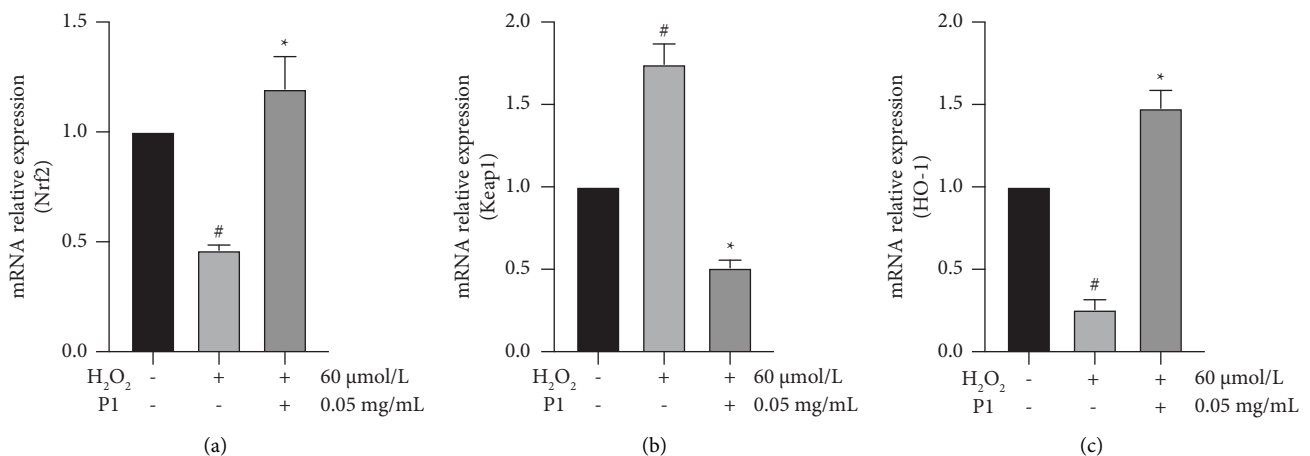 mRNA relative expression
(Nrf2)
1.5
1.0
0.5
0.0
#
*
H₂O₂ - + + 60 μmol/L
P1 - - + 0.05 mg/mL
(a)
mRNA relative expression
(Keap1)
2.0
1.5
1.0
0.5
0.0
#
*
H₂O₂ - + + 60 μmol/L
P1 - - + 0.05 mg/mL
(b)
mRNA relative expression
(HO-1)
2.0
1.5
1.0
0.5
0.0
#
*
H₂O₂ - + + 60 μmol/L
P1 - - + 0.05 mg/mL
(c)